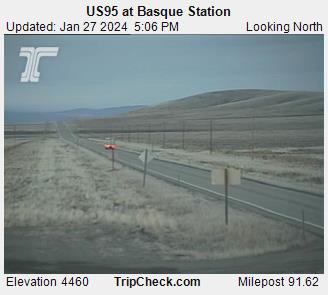 US95 at Basque Station
Updated: Jan 27 2024 5:06 PM Looking North
Elevation 4460 TripCheck.com Milepost 91.62